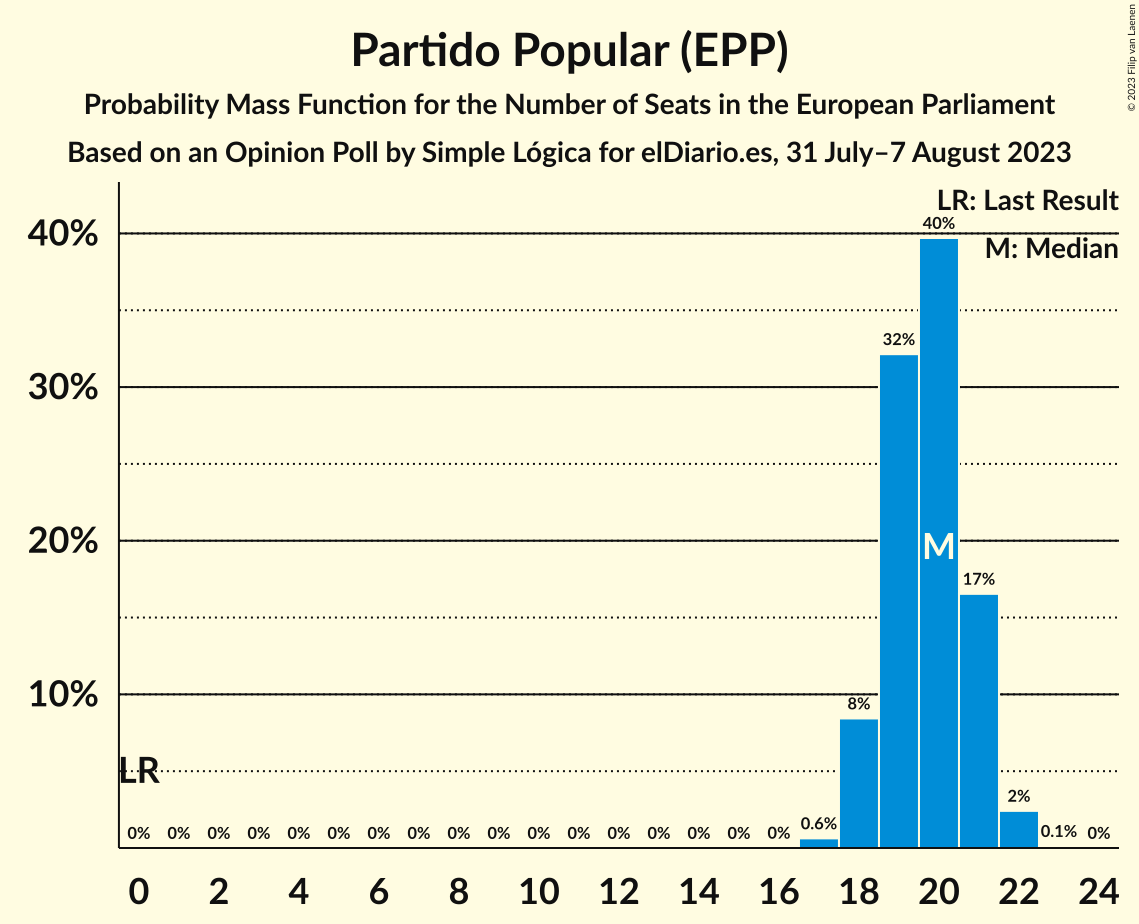 Partido Popular (EPP)
Probability Mass Function for the Number of Seats in the European Parliament
Based on an Opinion Poll by Simple Lógica for elDiario.es, 31 July–7 August 2023
© 2023 Filip van Laenen
LR: Last Result
M: Median
40%
30%
20%
10%
LR
M
0% 0% 0% 0% 0% 0% 0% 0% 0% 0% 0% 0% 0% 0% 0% 0% 0% 0.6% 8% 32% 40% 17% 2% 0.1% 0%
0 2 4 6 8 10 12 14 16 18 20 22 24